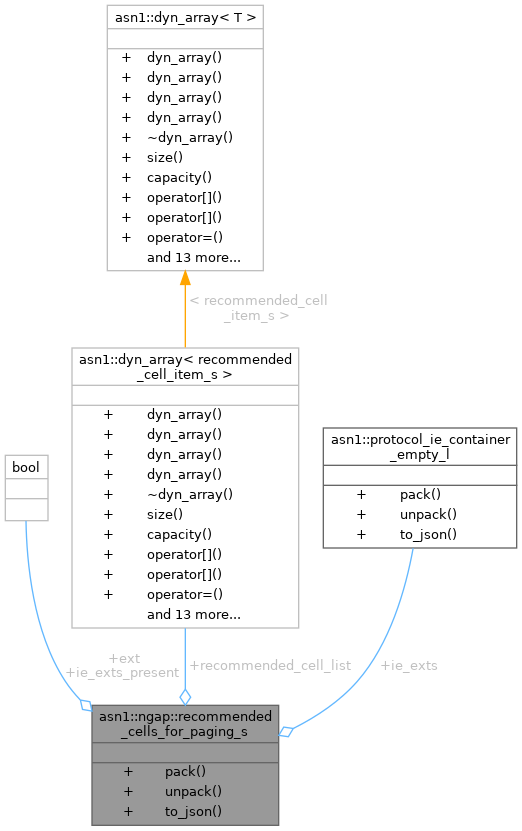 asn1::dyn_array< T >
+ dyn_array()
+ dyn_array()
+ dyn_array()
+ dyn_array()
+ ~dyn_array()
+ size()
+ capacity()
+ operator[]()
+ operator[]()
+ operator=()
and 13 more...
< recommended_cell
_item_s >
asn1::dyn_array< recommended
_cell_item_s >
+ dyn_array()
+ dyn_array()
+ dyn_array()
+ dyn_array()
+ ~dyn_array()
+ size()
+ capacity()
+ operator[]()
+ operator[]()
+ operator=()
and 13 more...
bool
asn1::protocol_ie_container
_empty_l
+ pack()
+ unpack()
+ to_json()
+ext
+ie_exts_present
+recommended_cell_list
+ie_exts
asn1::ngap::recommended
_cells_for_paging_s
+ pack()
+ unpack()
+ to_json()